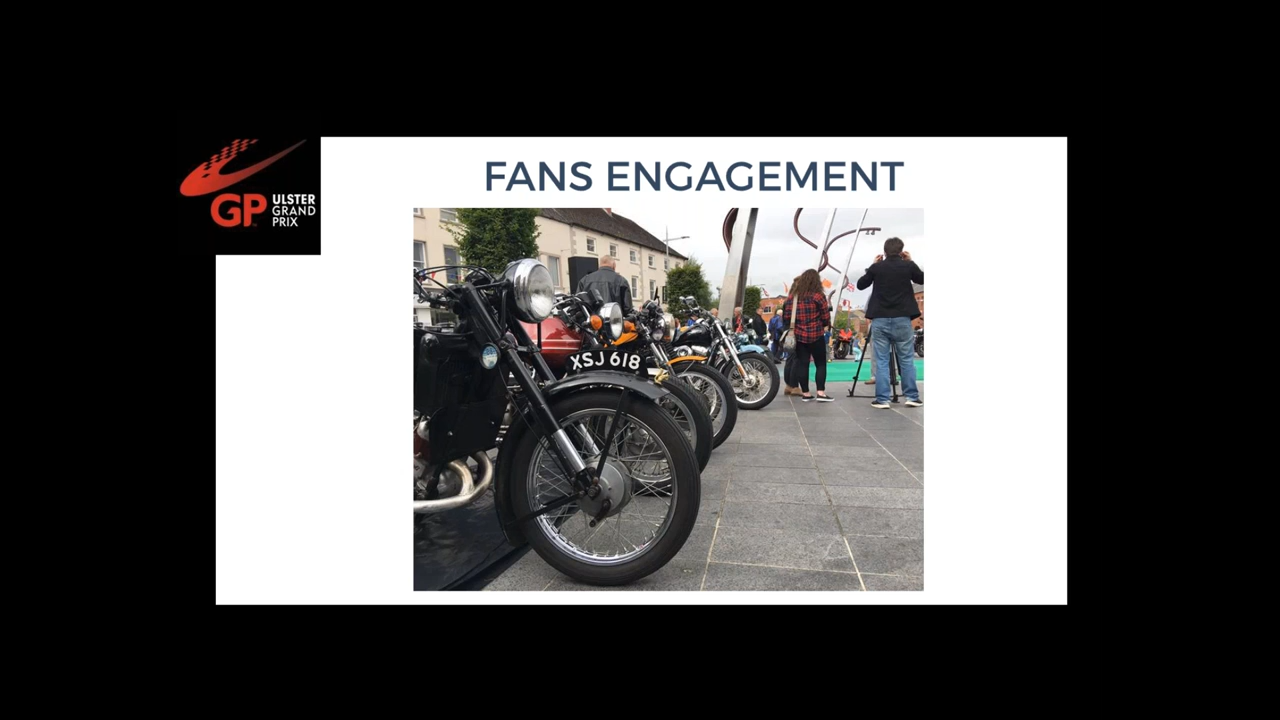 FANS ENGAGEMENT
GP ULSTER
GRAND
PRIX
XSJ 618